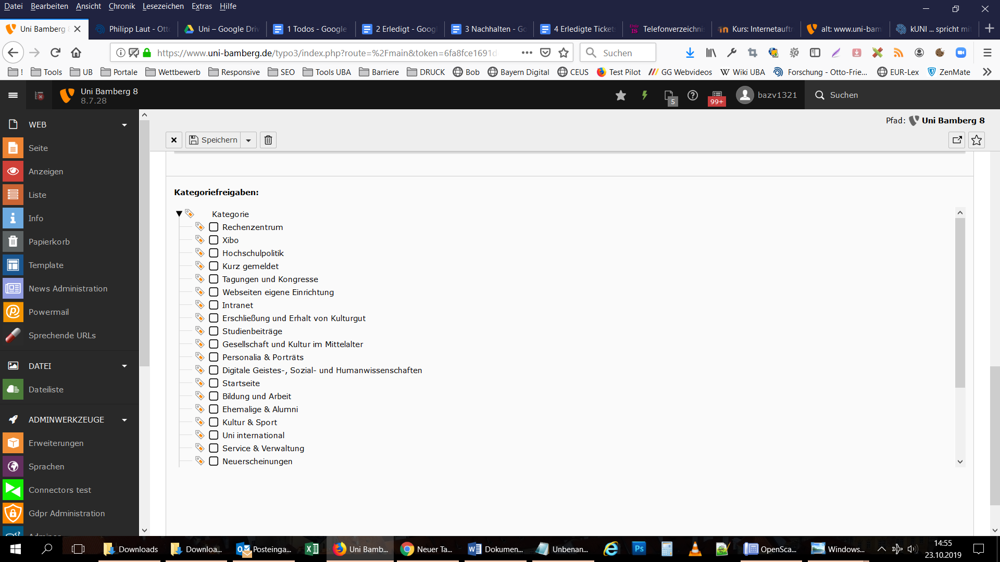 Datei Bearbeiten Ansicht Chronik Lesezeichen Extras Hilfe
Uni Bamberg 8 Philipp Laut - Otto Uni – Google Driv 1 Todos - Google 2 Erledigt - Googl 3 Nachhalten - Go 4 Erledigte Tickets Telefonverzeichnis Kurs: Internetauftr alt: www.uni-bam kUNI ... spricht mit
https://www.uni-bamberg.de/typo3/index.php?route=%2Fmain&token=6fa8fce1691d Suchen
! Tools UB Portale Wettbewerb Responsive SEO Tools UBA Barriere DRUCK Bob Bayern Digital CEUS Test Pilot GG Webvideos Wiki UBA Forschung - Otto-Frie... EUR-Lex ZenMate
Uni Bamberg 8
8.7.28
5 99+ bazv1321 Suchen
Pfad: Uni Bamberg 8
Speichern
WEB
Seite
Anzeigen
Liste
Info
Papierkorb
Template
News Administration
Powermail
Sprechende URLs
DATEI
Dateiliste
ADMINWERKZEUGE
Erweiterungen
Sprachen
Connectors test
Gdpr Administration
Kategoriefreigaben:
Kategorie
Rechenzentrum
Xibo
Hochschulpolitik
Kurz gemeldet
Tagungen und Kongresse
Webseiten eigene Einrichtung
Intranet
Erschließung und Erhalt von Kulturgut
Studienbeiträge
Gesellschaft und Kultur im Mittelalter
Personalia & Porträts
Digitale Geistes-, Sozial- und Humanwissenschaften
Startseite
Bildung und Arbeit
Ehemalige & Alumni
Kultur & Sport
Uni international
Service & Verwaltung
Neuerscheinungen
Downloads Downloa... Posteinga... Uni Bamb... Neuer Ta... Dokumen... Unbenan... OpenSca... Windows...
14:55
23.10.2019